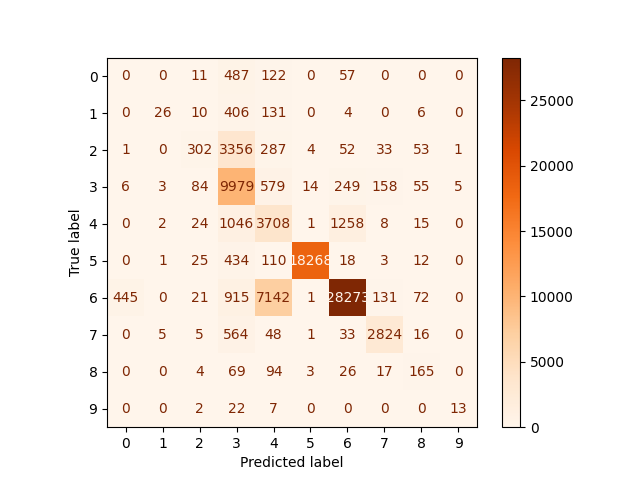 0 0 0 11 487 122 0 57 0 0 0
1 0 26 10 406 131 0 4 0 6 0
2 1 0 302 3356 287 4 52 33 53 1
3 6 3 84 9979 579 14 249 158 55 5
4 0 2 24 1046 3708 1 1258 8 15 0
5 0 1 25 434 110 18268 18 3 12 0
6 445 0 21 915 7142 1 28273 131 72 0
7 0 5 5 564 48 1 33 2824 16 0
8 0 0 4 69 94 3 26 17 165 0
9 0 0 2 22 7 0 0 0 0 13
0 1 2 3 4 5 6 7 8 9
Predicted label
True label
25000
20000
15000
10000
5000
0